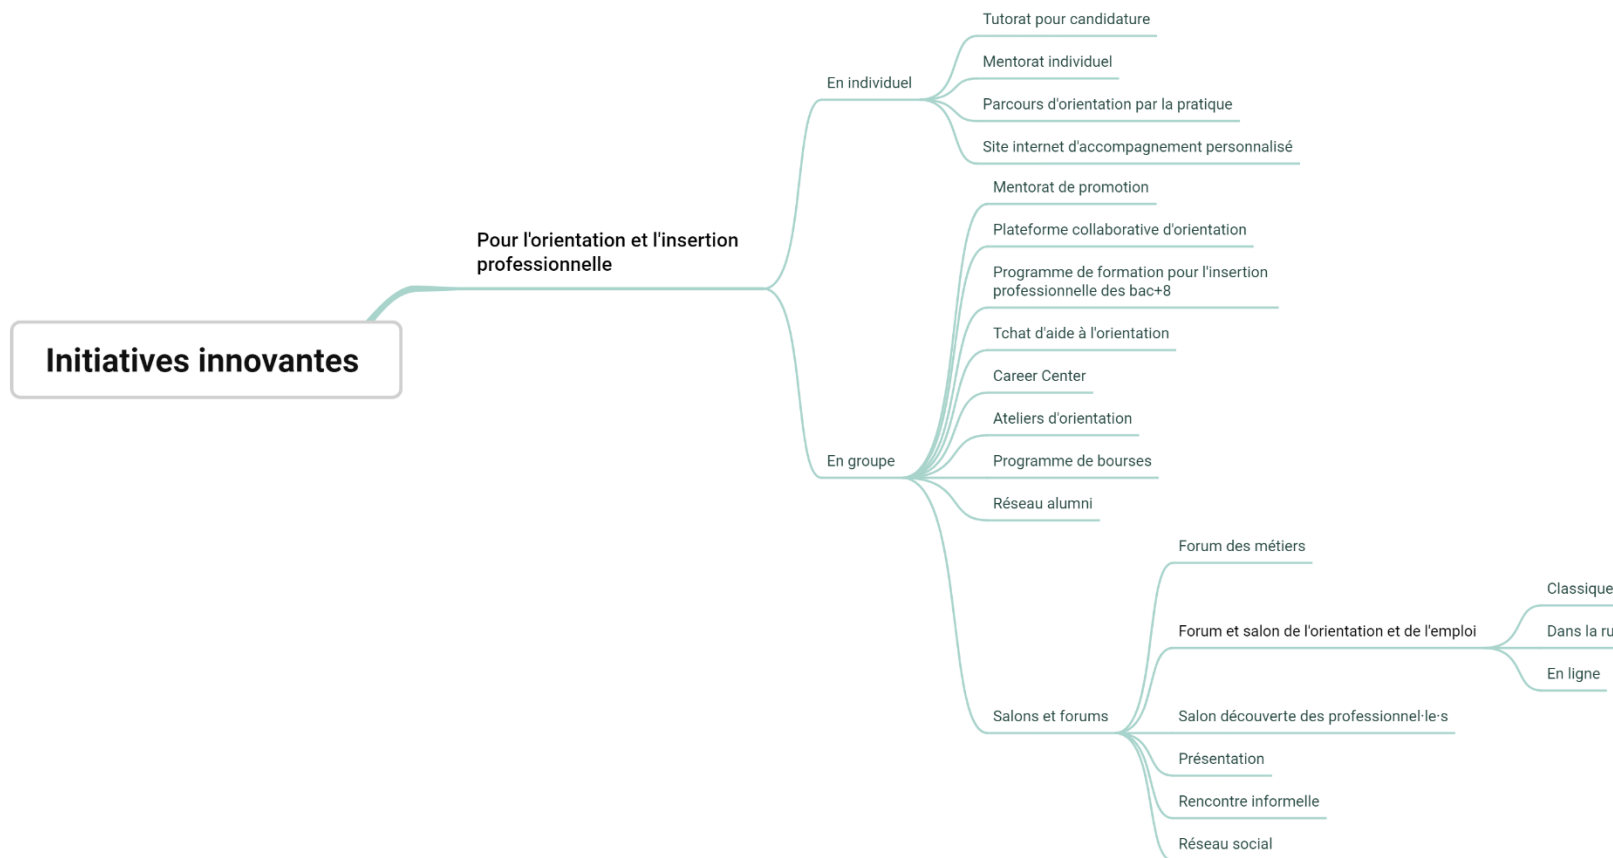 Initiatives innovantes
Pour l'orientation et l'insertion
professionnelle
En individuel
Tutorat pour candidature
Mentorat individuel
Parcours d'orientation par la pratique
Site internet d'accompagnement personnalisé
En groupe
Mentorat de promotion
Plateforme collaborative d'orientation
Programme de formation pour l'insertion
professionnelle des bac+8
Tchat d'aide à l'orientation
Career Center
Ateliers d'orientation
Programme de bourses
Réseau alumni
Salons et forums
Forum des métiers
Forum et salon de l'orientation et de l'emploi
Classique
Dans la
En ligne
Salon découverte des professionnel·le·s
Présentation
Rencontre informelle
Réseau social